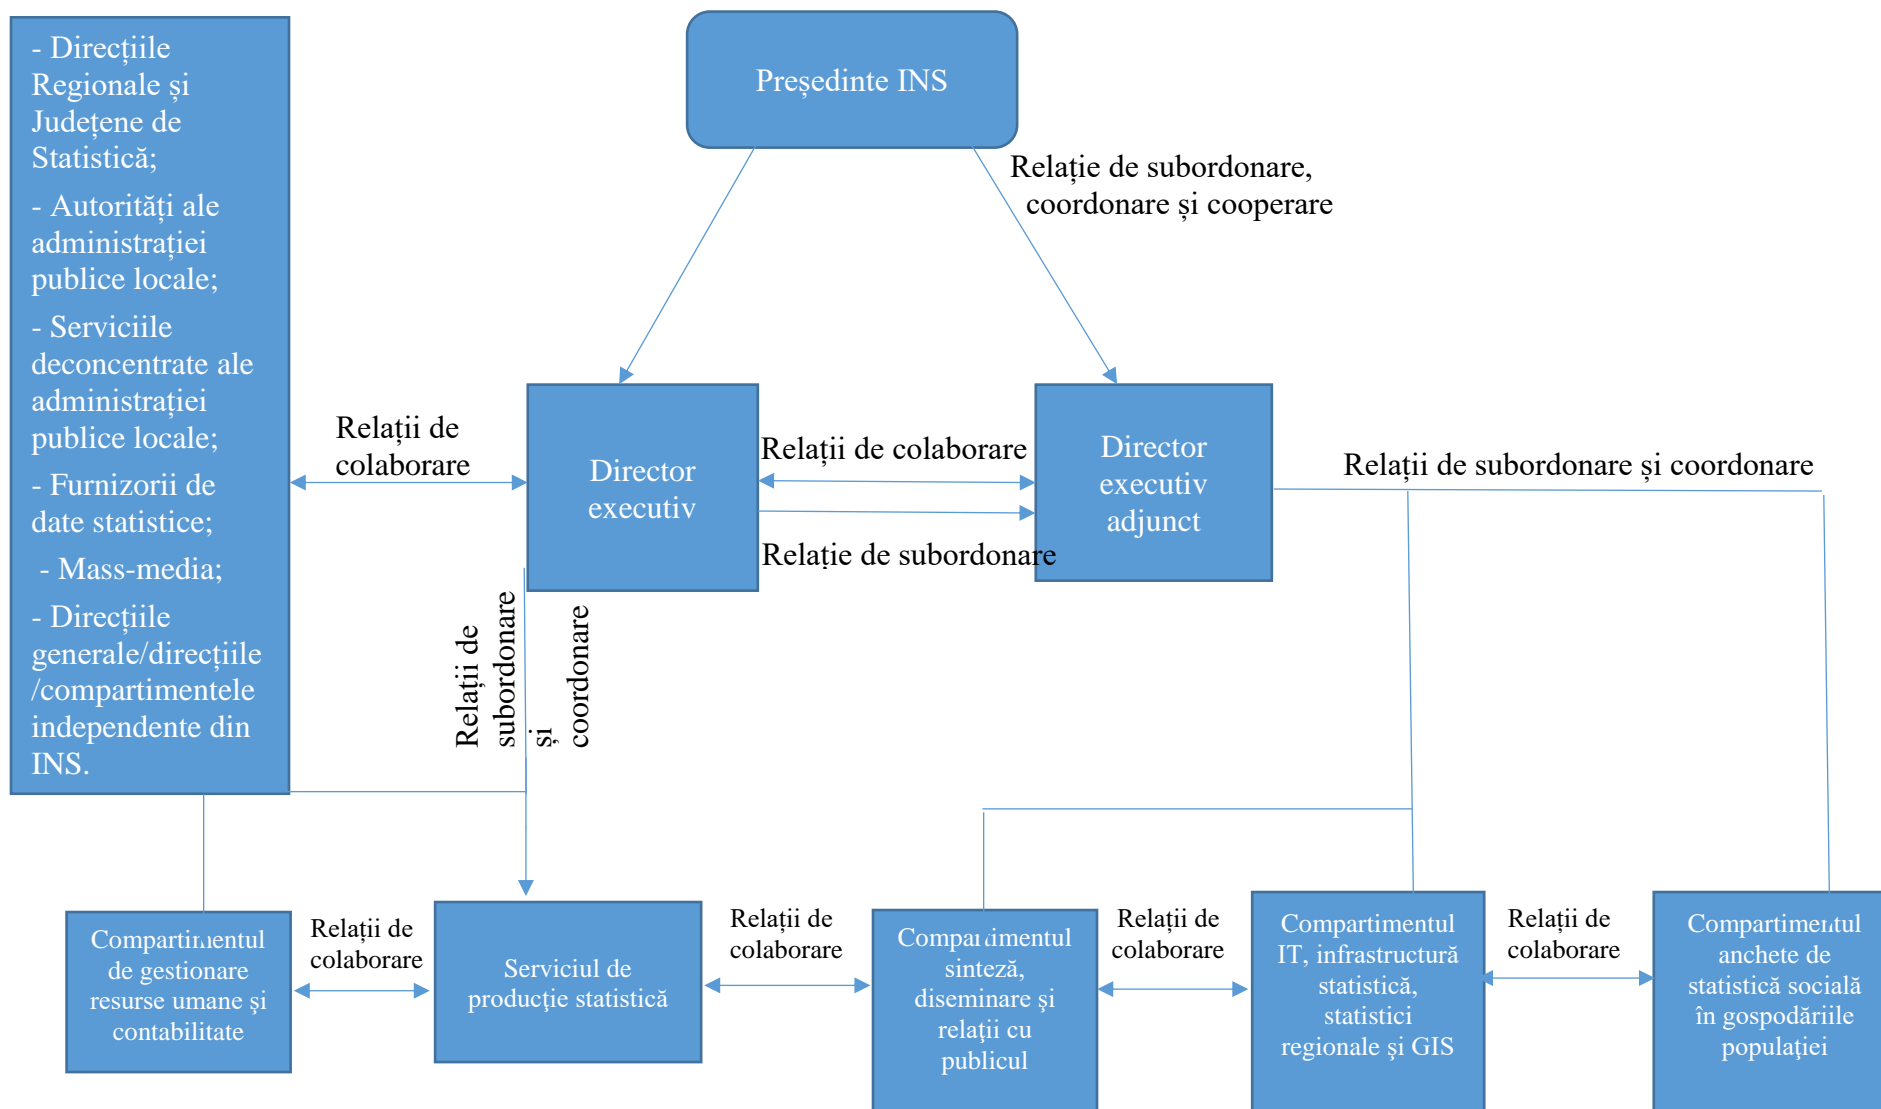 - Direcțiile
Regionale și
Județene de
Statistică;
- Autorități ale
administrației
publice locale;
- Serviciile
deconcentrate ale
administrației
publice locale;
- Furnizorii de
date statistice;
- Mass-media;
- Direcțiile
generale/direcțiile
/compartimentele
independente din
INS.
Președinte INS
Relație de subordonare,
coordonare și cooperare
Relații de
colaborare
Director
executiv
Relații de colaborare
Relație de subordonare
Director
executiv
adjunct
Relații de subordonare și coordonare
Relații de
subordonare
și
coordonare
Compartimentul
de gestionare
resurse umane și
contabilitate
Relații de
colaborare
Serviciul de
producţie statistică
Relații de
colaborare
Compartimentul
sinteză,
diseminare şi
relaţii cu
publicul
Relații de
colaborare
Compartimentul
IT, infrastructură
statistică,
statistici
regionale şi GIS
Relații de
colaborare
Compartimentul
anchete de
statistică socială
în gospodăriile
populaţiei